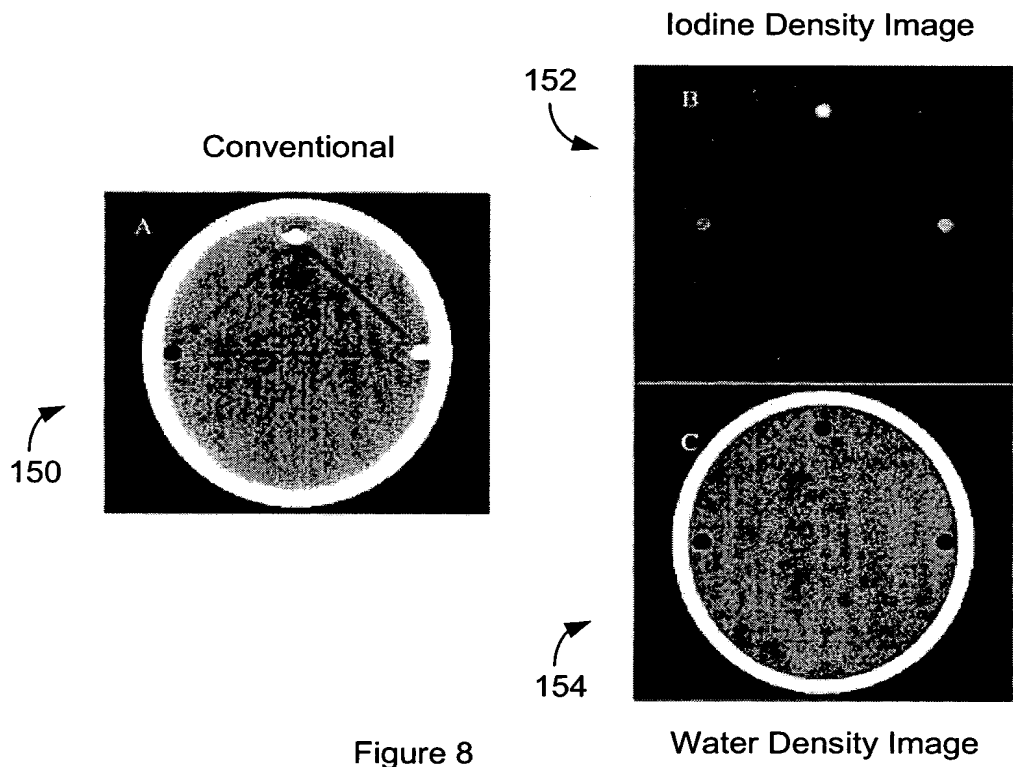 Iodine Density Image
152
B
Conventional
A
150
C
154
Figure 8
Water Density Image